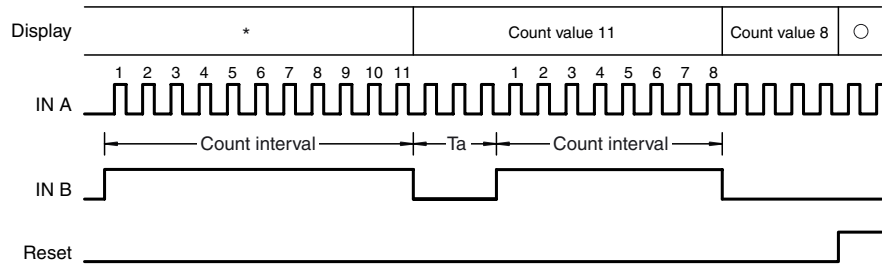 Display * Count value 11 Count value 8 ○
1 2 3 4 5 6 7 8 9 10 11 1 2 3 4 5 6 7 8
IN A
Count interval Ta Count interval
IN B
Reset